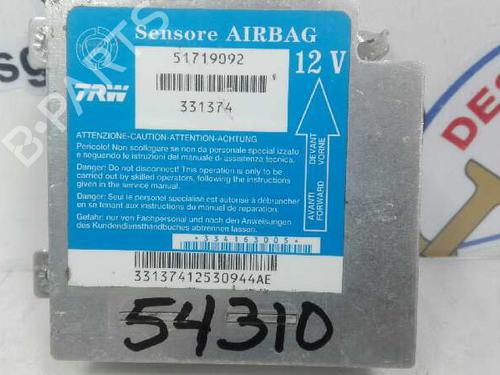 Sensore AIRBAG
51719092
12 V
TRW
331374
ATTENZIONE-CAUTION-ATTENTION-ACHTUNG
Pericolo! Non scollegare se non da personale specializzato
e seguendo le istruzioni del manuale di assistenza tecnica.
Danger: Do not disconnect! This operation is only to be
carried out by skilled operators, following the instructions
given in the service manual.
Danger: Seul le personel specialisé est autorisé à débrancher
en se tenant aux instructions du manuel de reparation.
Gefahr: nur von Fachpersonal und nach den Anweisungen
des Kundendiensthandbuches abtrennen lassen.
AVANTI DEVANT
FORWARD VORNE
*334163005*
33137412530944AE
54310
B-PARTS